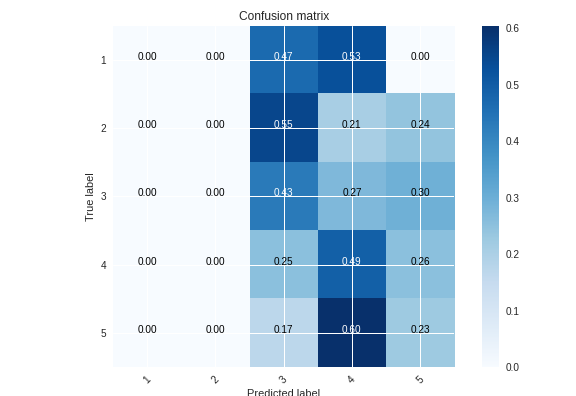 Confusion matrix
0.6
1 0.00 0.00 0.47 0.53 0.00
0.5
2 0.00 0.00 0.55 0.21 0.24
0.4
True label
3 0.00 0.00 0.43 0.27 0.30
0.3
0.2
4 0.00 0.00 0.25 0.49 0.26
0.1
5 0.00 0.00 0.17 0.60 0.23
0.0
1 2 3 4 5
Predicted label